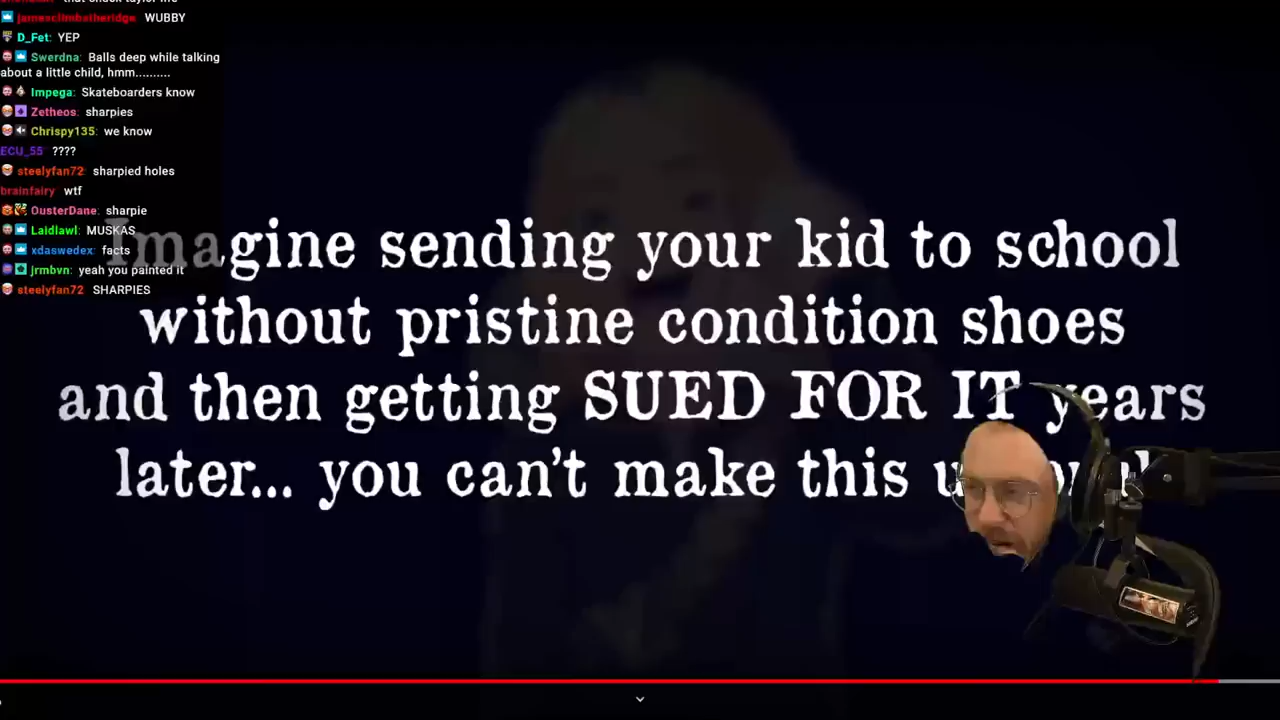 jamesclimbatheridge WUBBY
D_Fet: YEP
Swerdna: Balls deep while talking
about a little child, hmm..........
Impega: Skateboarders know
Zetheos: sharpies
Chrispy135: we know
ECU_55 ????
steelyfan72 sharpied holes
brainfairy wtf
OusterDane: sharpie
Laidlawl: MUSKAS
xdaswedex: facts
jrmbvn: yeah you painted it
steelyfan72 SHARPIES
Imagine sending your kid to school
without pristine condition shoes
and then getting SUED FOR IT years
later... you can't make this